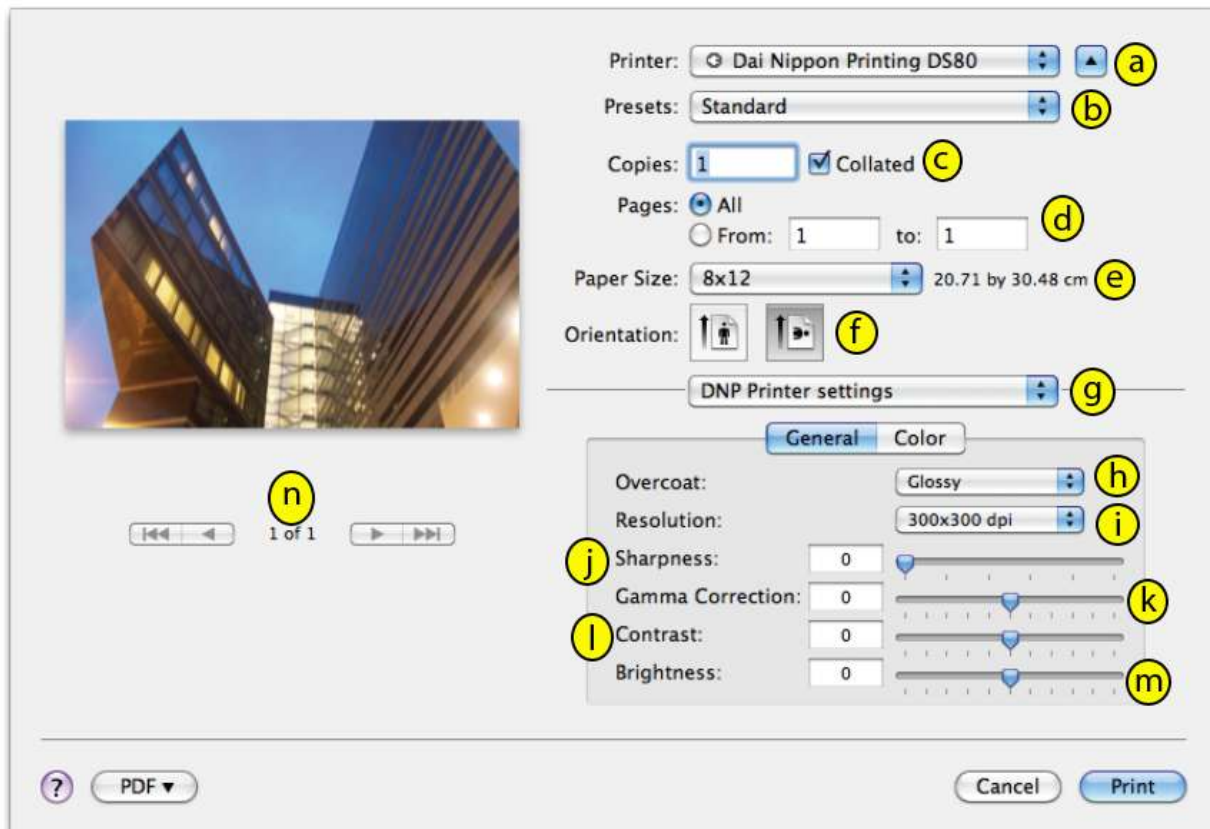 Printer: Dai Nippon Printing DS80 a
Presets: Standard b
Copies: 1 Collated c
Pages: All
From: 1 to: 1 d
Paper Size: 8x12 20.71 by 30.48 cm e
Orientation: f
DNP Printer settings g
General Color
Overcoat: Glossy h
Resolution: 300x300 dpi i
j Sharpness: 0
Gamma Correction: 0 k
l Contrast: 0
Brightness: 0 m
n
1 of 1
? PDF ▼ Cancel Print